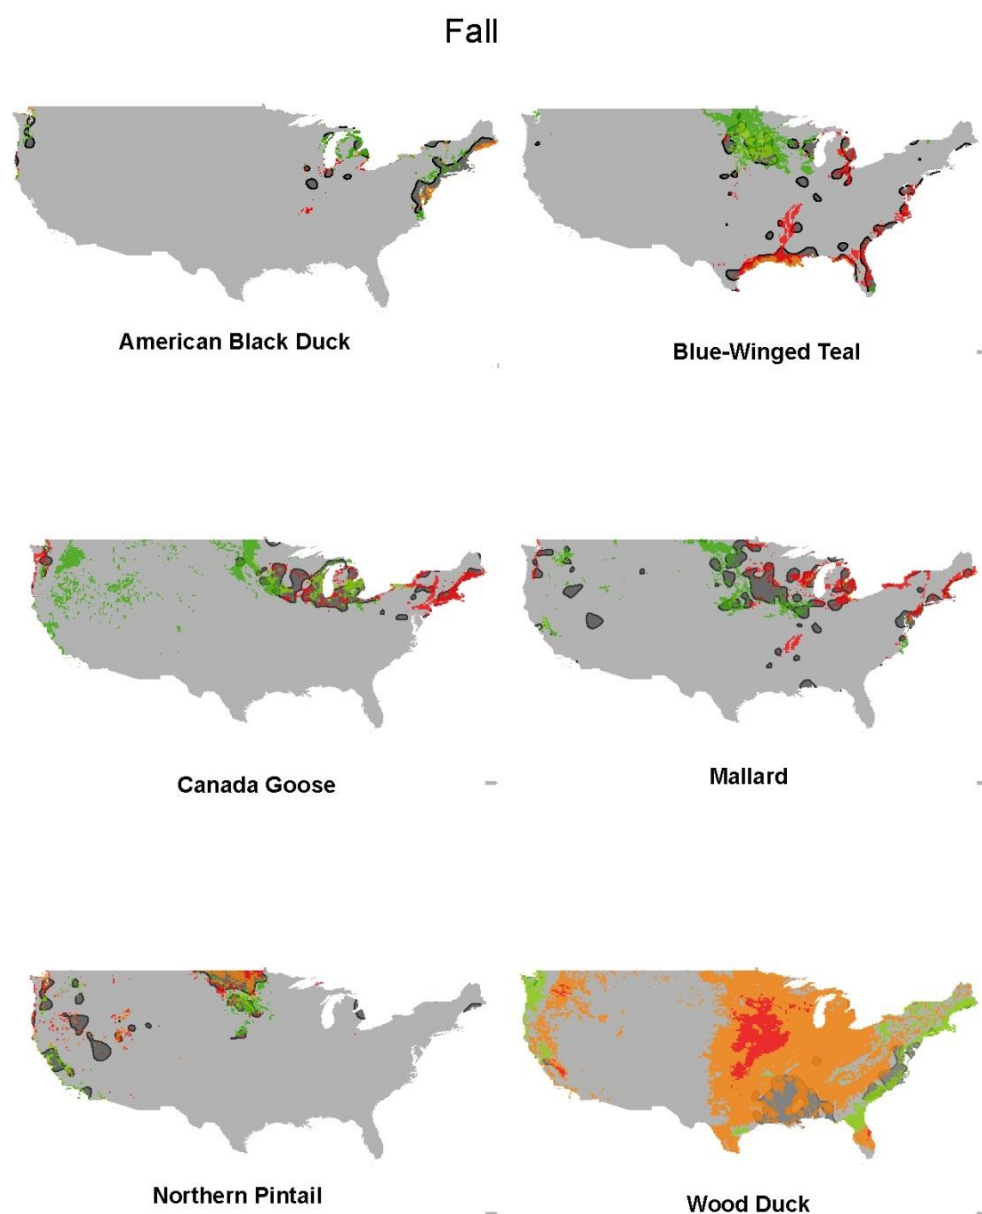 Fall
American Black Duck
Blue-Winged Teal
Canada Goose
Mallard
Northern Pintail
Wood Duck